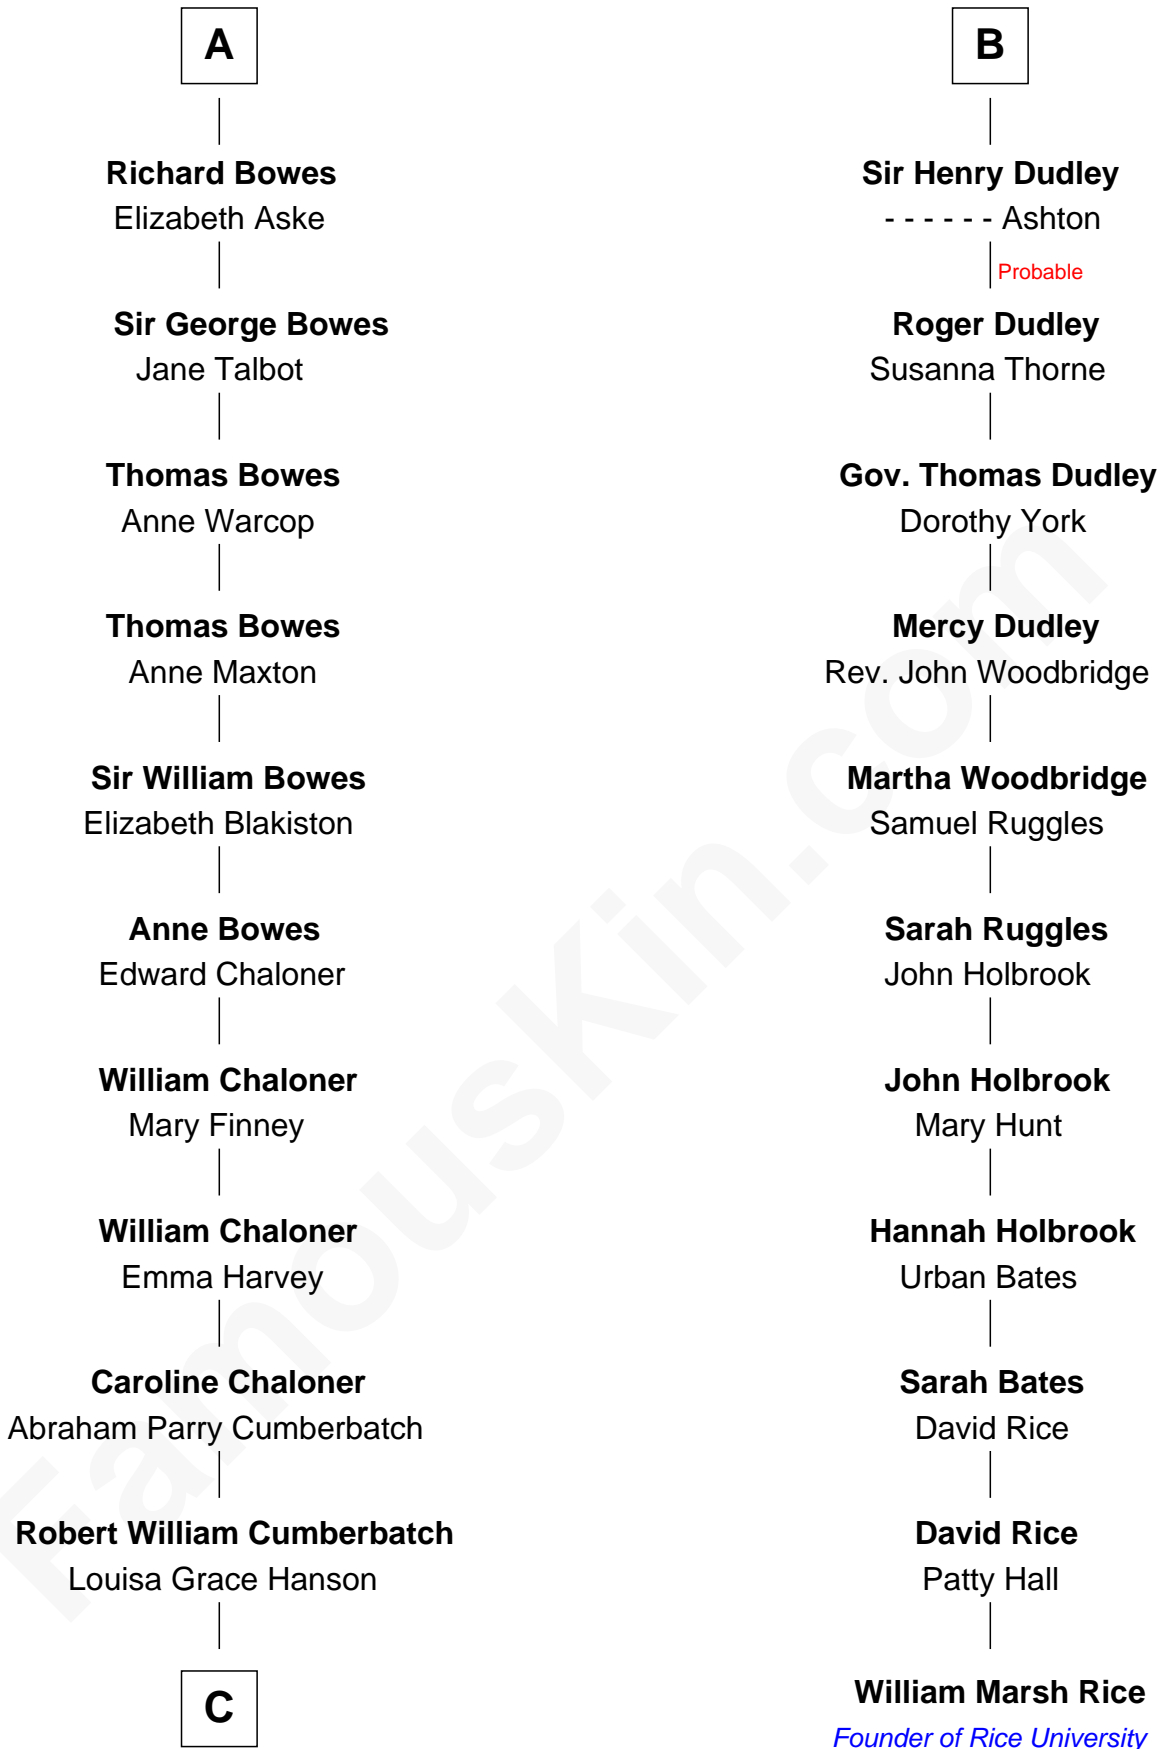 A
Richard Bowes
Elizabeth Aske
Sir George Bowes
Jane Talbot
Thomas Bowes
Anne Warcop
Thomas Bowes
Anne Maxton
Sir William Bowes
Elizabeth Blakiston
Anne Bowes
Edward Chaloner
William Chaloner
Mary Finney
William Chaloner
Emma Harvey
Caroline Chaloner
Abraham Parry Cumberbatch
Robert William Cumberbatch
Louisa Grace Hanson
C
B
Sir Henry Dudley
- - - - - - Ashton
Probable
Roger Dudley
Susanna Thorne
Gov. Thomas Dudley
Dorothy York
Mercy Dudley
Rev. John Woodbridge
Martha Woodbridge
Samuel Ruggles
Sarah Ruggles
John Holbrook
John Holbrook
Mary Hunt
Hannah Holbrook
Urban Bates
Sarah Bates
David Rice
David Rice
Patty Hall
William Marsh Rice
Founder of Rice University
FamousKin.com